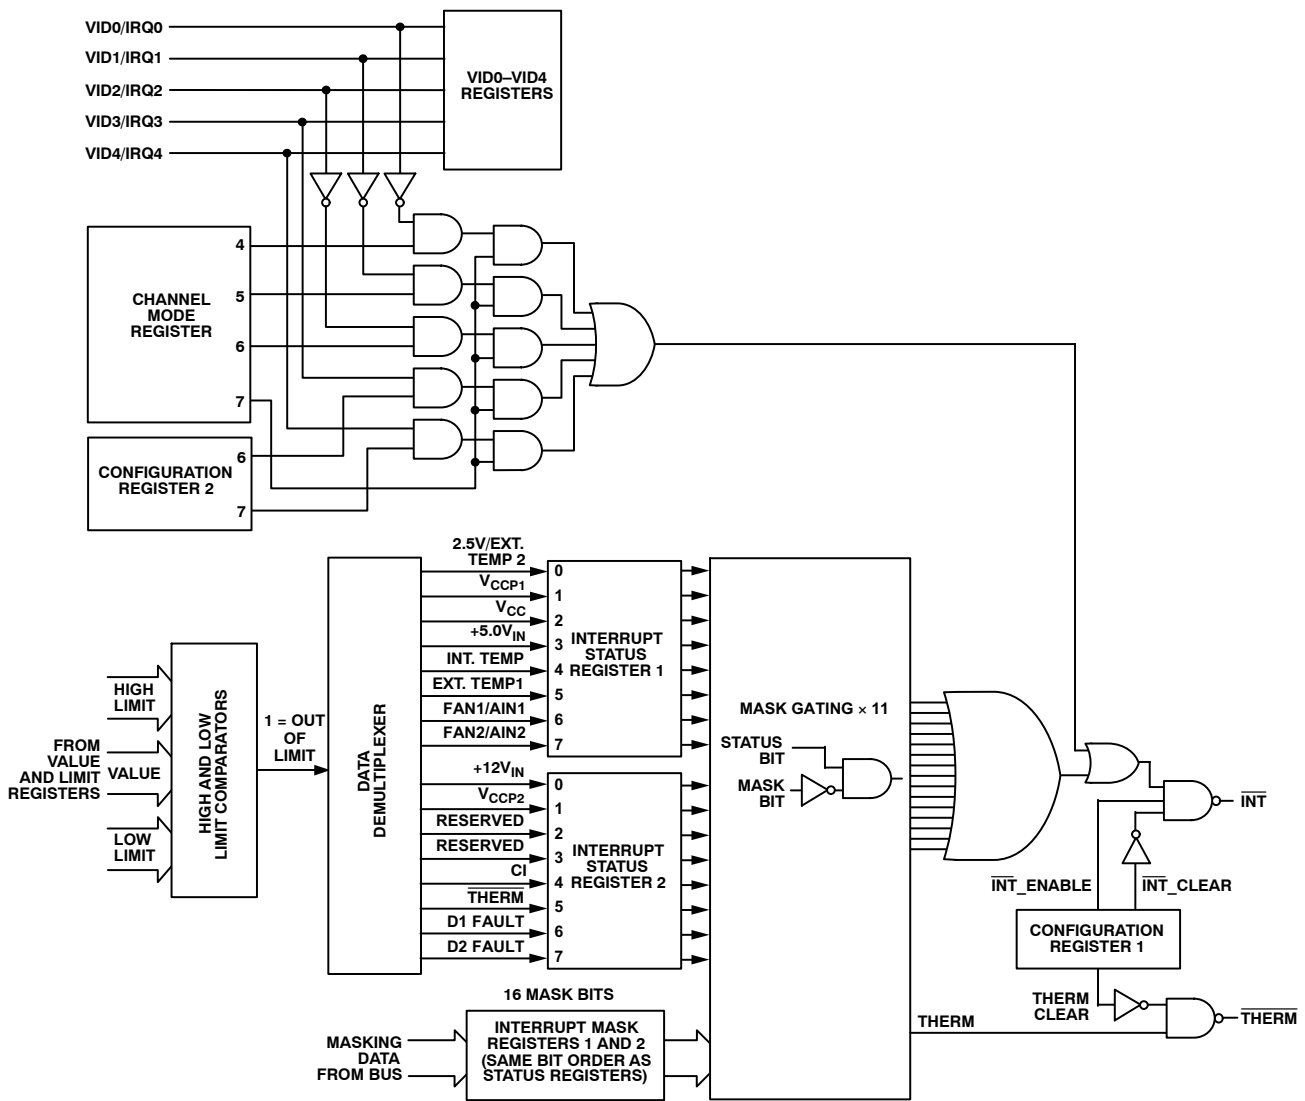 VID0/IRQ0
VID1/IRQ1
VID2/IRQ2
VID3/IRQ3
VID4/IRQ4
VID0–VID4
REGISTERS
CHANNEL
MODE
REGISTER
4
5
6
7
CONFIGURATION
REGISTER 2
6
7
FROM
VALUE
AND LIMIT
REGISTERS
HIGH
LIMIT
VALUE
LOW
LIMIT
HIGH AND LOW
LIMIT COMPARATORS
1 = OUT
OF
LIMIT
DATA
DEMULTIPLEXER
2.5V/EXT.
TEMP 2
VCCP1
VCC
+5.0VIN
INT. TEMP
EXT. TEMP1
FAN1/AIN1
FAN2/AIN2
0
1
2
3
4
5
6
7
INTERRUPT
STATUS
REGISTER 1
+12VIN
VCCP2
RESERVED
RESERVED
CI
THERM
D1 FAULT
D2 FAULT
0
1
2
3
4
5
6
7
INTERRUPT
STATUS
REGISTER 2
16 MASK BITS
MASKING
DATA
FROM BUS
INTERRUPT MASK
REGISTERS 1 AND 2
(SAME BIT ORDER AS
STATUS REGISTERS)
MASK GATING × 11
STATUS
BIT
MASK
BIT
INT
INT_ENABLE
INT_CLEAR
CONFIGURATION
REGISTER 1
THERM
CLEAR
THERM
THERM